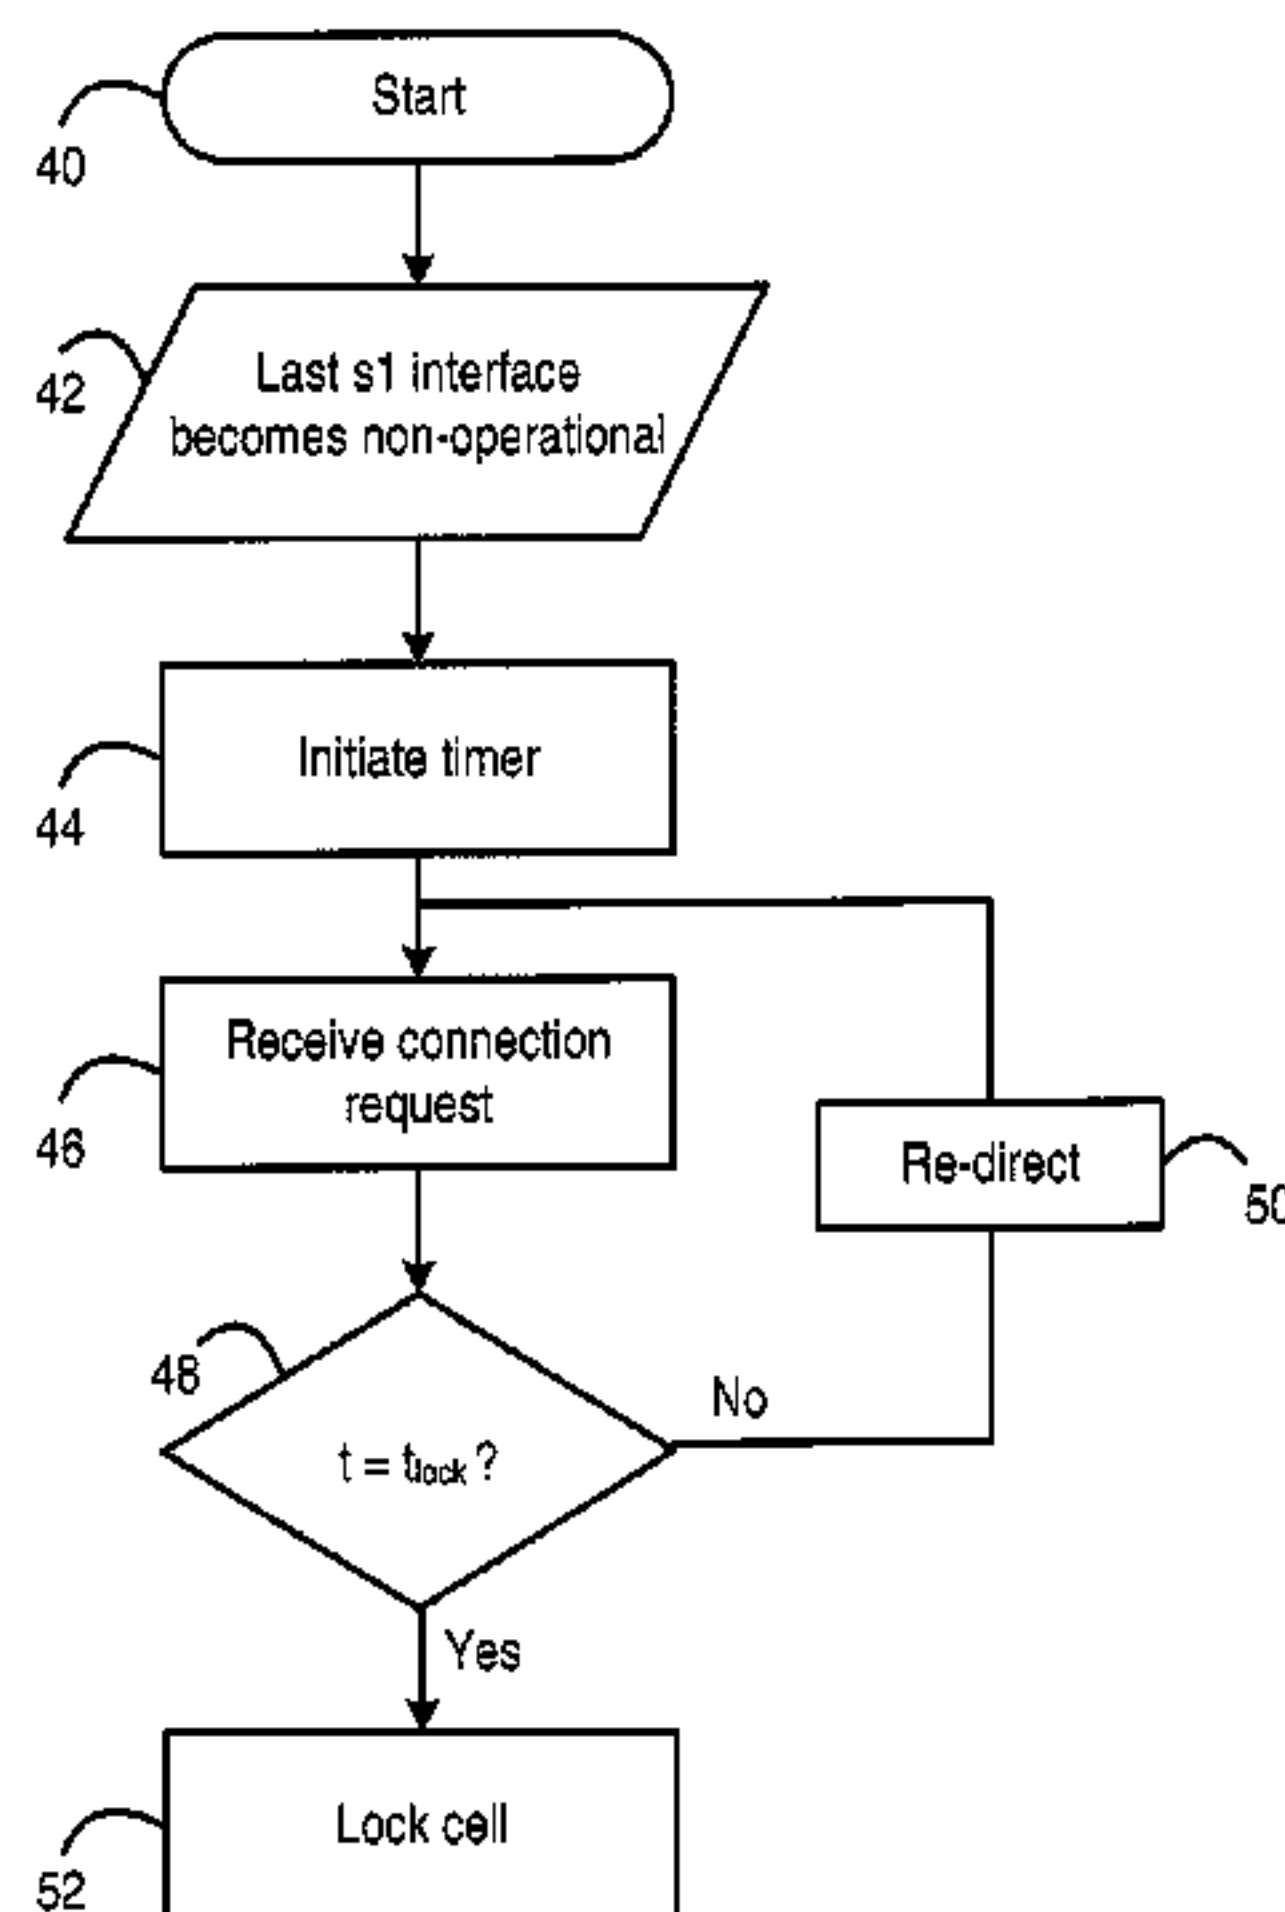 Start
40
Last s1 interface
becomes non-operational
42
Initiate timer
44
Receive connection
request
46
Re-direct
50
48
t = tlock ?
No
Yes
Lock cell
52